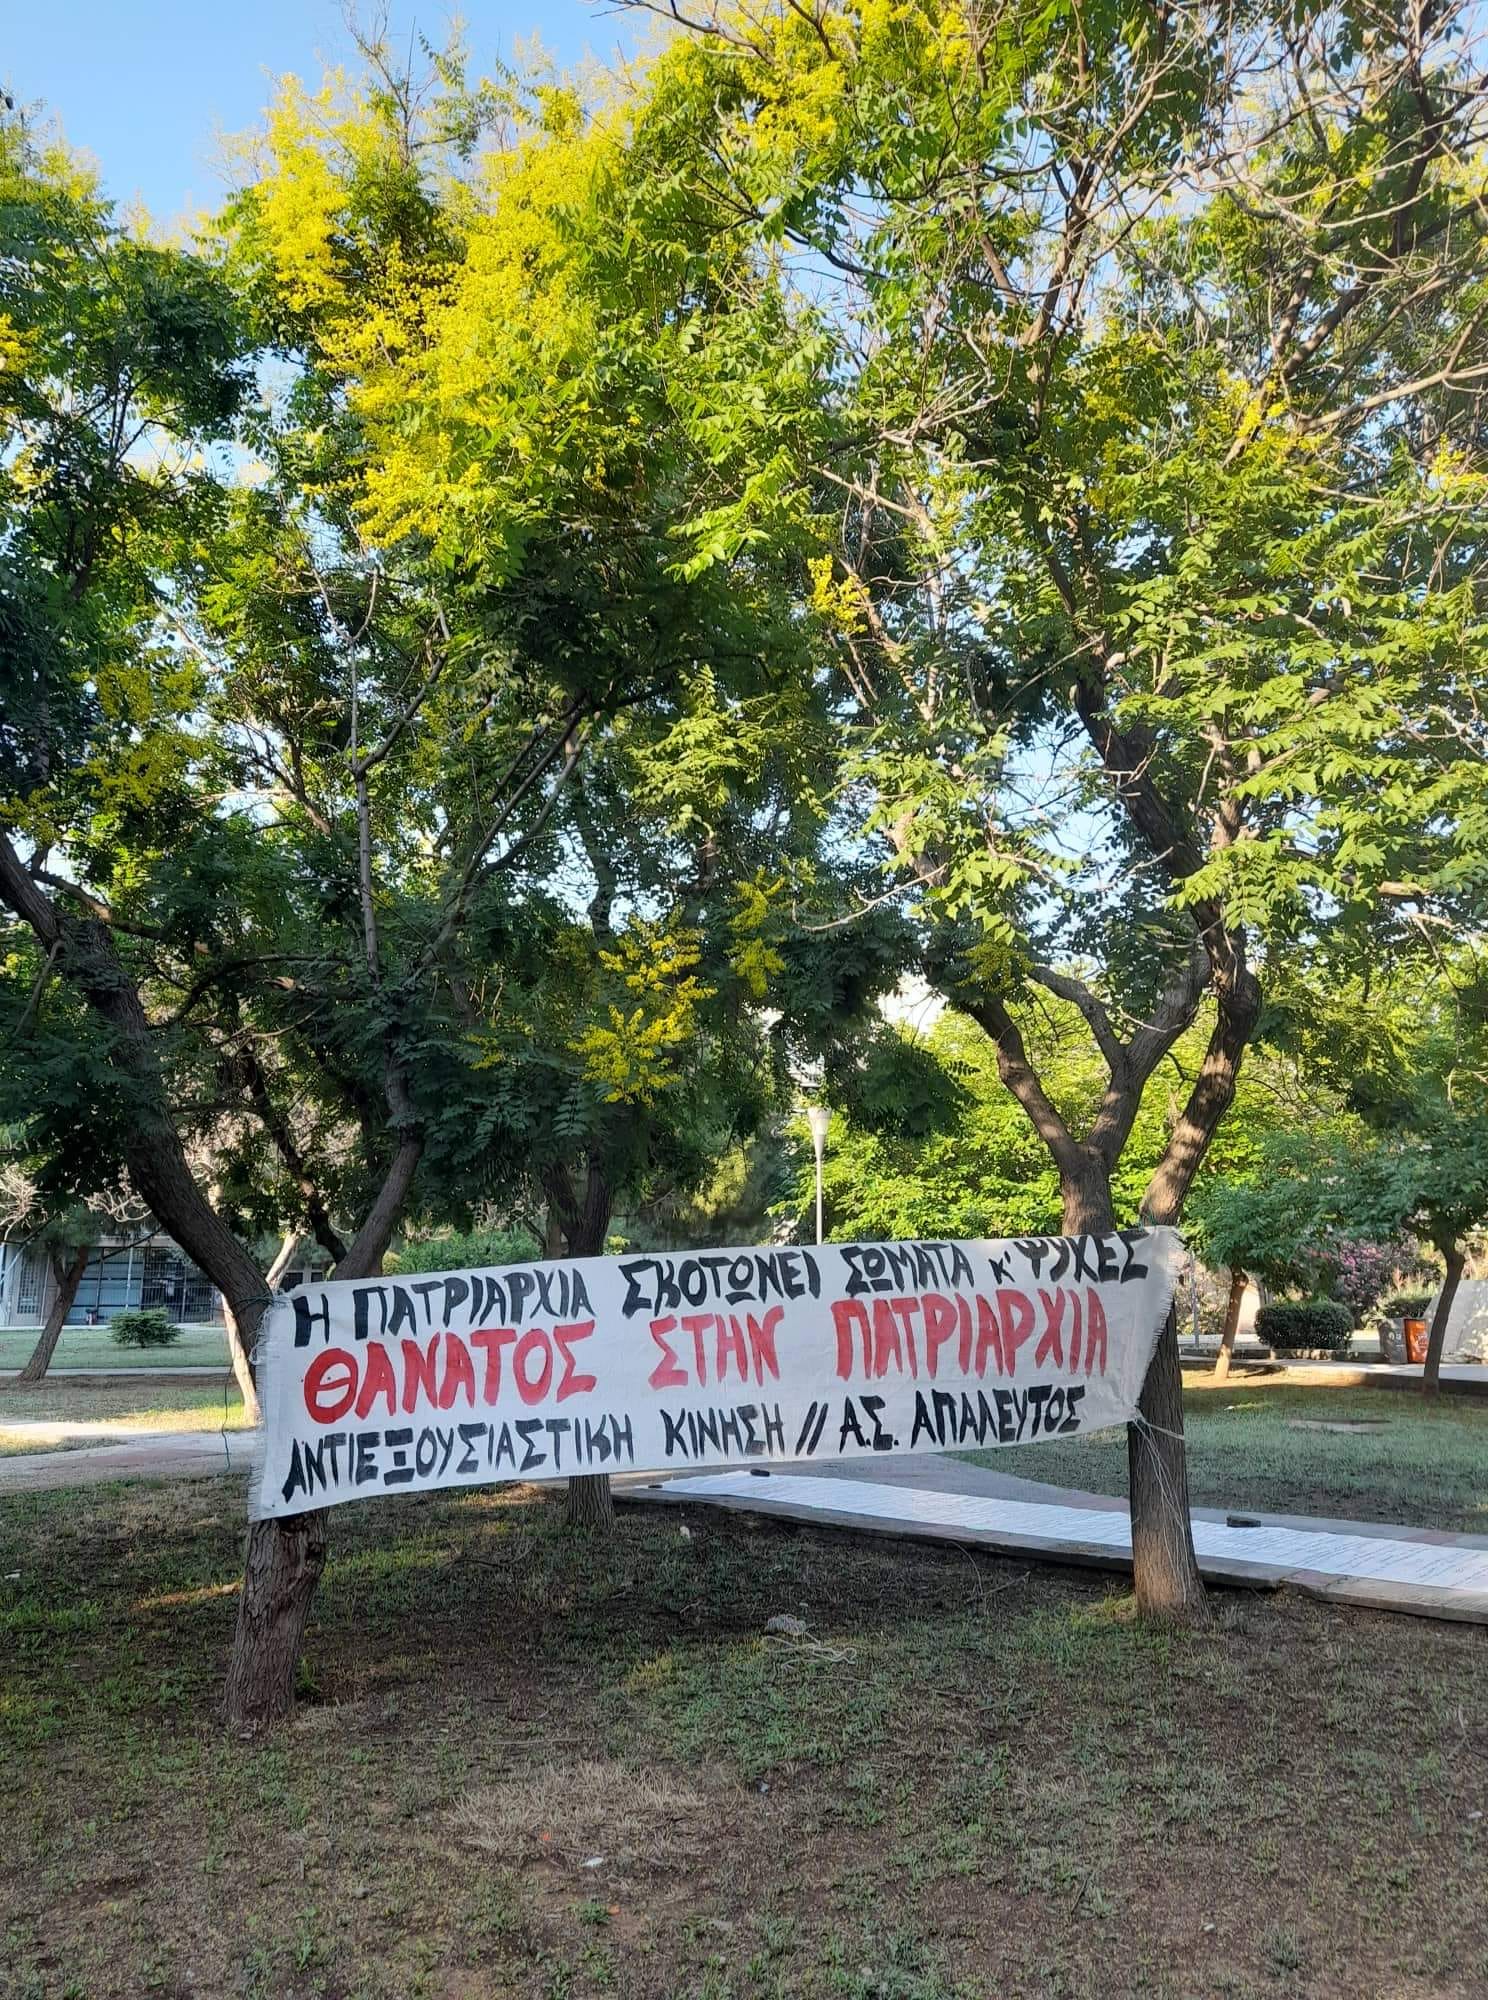 Η ΠΑΤΡΙΑΡΧΙΑ ΣΚΟΤΩΝΕΙ ΣΩΜΑΤΑ Κ' ΨΥΧΕΣ
ΘΑΝΑΤΟΣ ΣΤΗΝ ΠΑΤΡΙΑΡΧΙΑ
ΑΝΤΙΕΞΟΥΣΙΑΣΤΙΚΗ ΚΙΝΗΣΗ // Α.Σ. ΑΠΑΛΕΥΤΟΣ